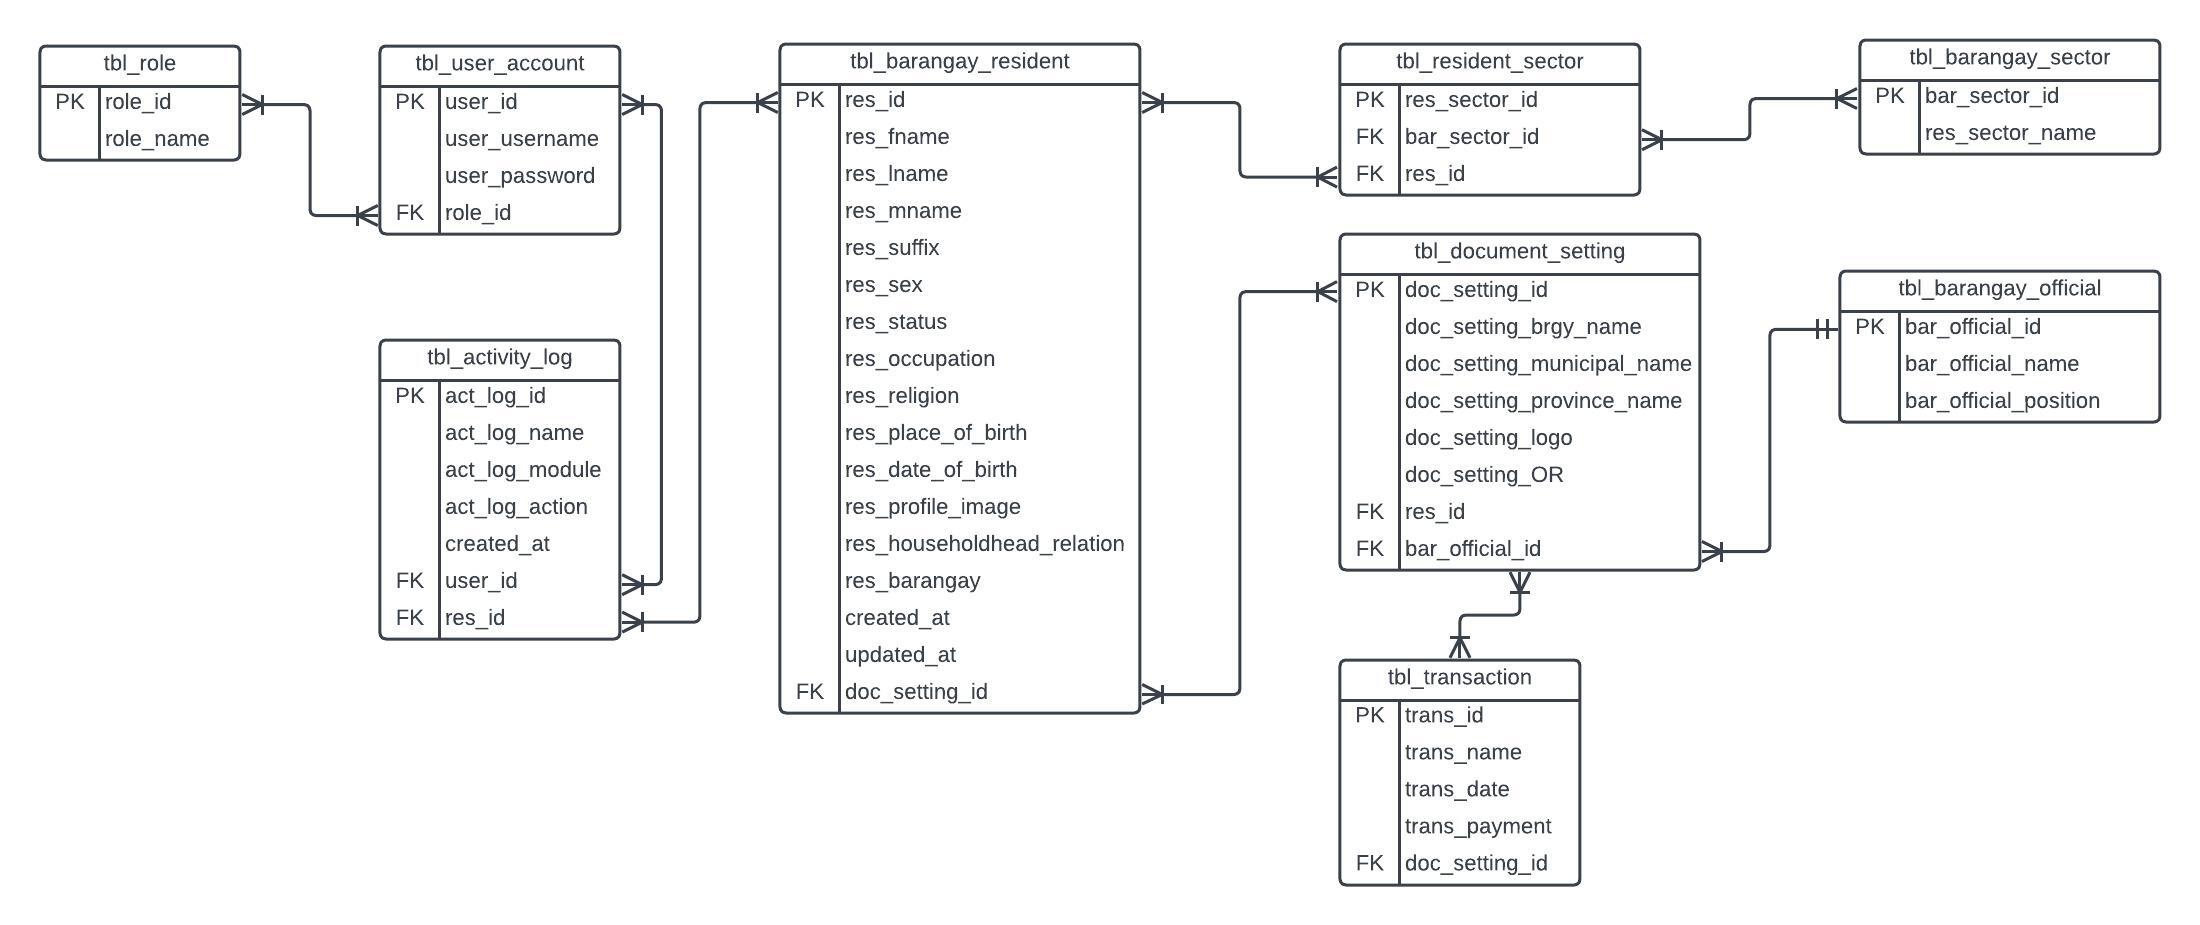 tbl_role
PK role_id
role_name
tbl_user_account
PK user_id
user_username
user_password
FK role_id
tbl_activity_log
PK act_log_id
act_log_name
act_log_module
act_log_action
created_at
FK user_id
FK res_id
tbl_barangay_resident
PK res_id
res_fname
res_lname
res_mname
res_suffix
res_sex
res_status
res_occupation
res_religion
res_place_of_birth
res_date_of_birth
res_profile_image
res_householdhead_relation
res_barangay
created_at
updated_at
FK doc_setting_id
tbl_resident_sector
PK res_sector_id
FK bar_sector_id
FK res_id
tbl_barangay_sector
PK bar_sector_id
res_sector_name
tbl_document_setting
PK doc_setting_id
doc_setting_brgy_name
doc_setting_municipal_name
doc_setting_province_name
doc_setting_logo
doc_setting_OR
FK res_id
FK bar_official_id
tbl_barangay_official
PK bar_official_id
bar_official_name
bar_official_position
tbl_transaction
PK trans_id
trans_name
trans_date
trans_payment
FK doc_setting_id